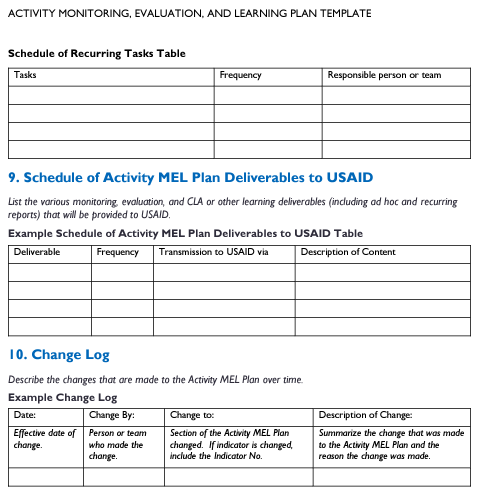 ACTIVITY MONITORING, EVALUATION, AND LEARNING PLAN TEMPLATE
Schedule of Recurring Tasks Table
Tasks Frequency Responsible person or team
9. Schedule of Activity MEL Plan Deliverables to USAID
List the various monitoring, evaluation, and CLA or other learning deliverables (including ad hoc and recurring
reports) that will be provided to USAID.
Example Schedule of Activity MEL Plan Deliverables to USAID Table
Deliverable Frequency Transmission to USAID via Description of Content
10. Change Log
Describe the changes that are made to the Activity MEL Plan over time.
Example Change Log
Date: Change By: Change to: Description of Change:
Effective date of Person or team Section of the Activity MEL Plan Summarize the change that was made
change. who made the changed. If indicator is changed, to the Activity MEL Plan and the
change. include the Indicator No. reason the change was made.